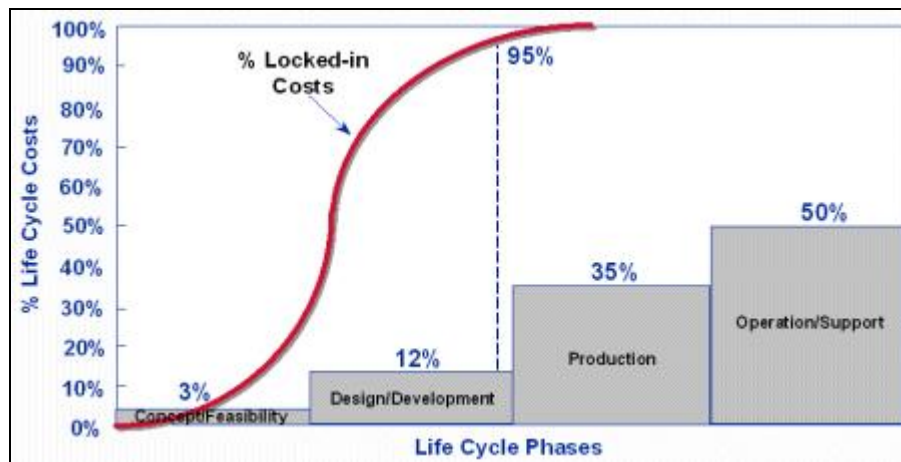 100%
90%
80%
70%
60%
50%
40%
30%
20%
10%
0%
% Life Cycle Costs
% Locked-in
Costs
95%
3%
Concept/Feasibility
12%
Design/Development
35%
Production
50%
Operation/Support
Life Cycle Phases